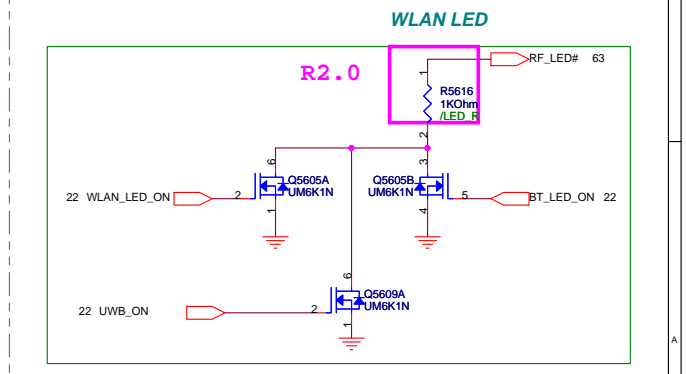 WLAN LED
R2.0
1
RF_LED# 63
R5616
1KOhm
/LED_R
2
6
3
Q5605A
UM6K1N
Q5605B
UM6K1N
22 WLAN_LED_ON
2
5
BT_LED_ON 22
1
4
6
Q5609A
UM6K1N
22 UWB_ON
2
1
A